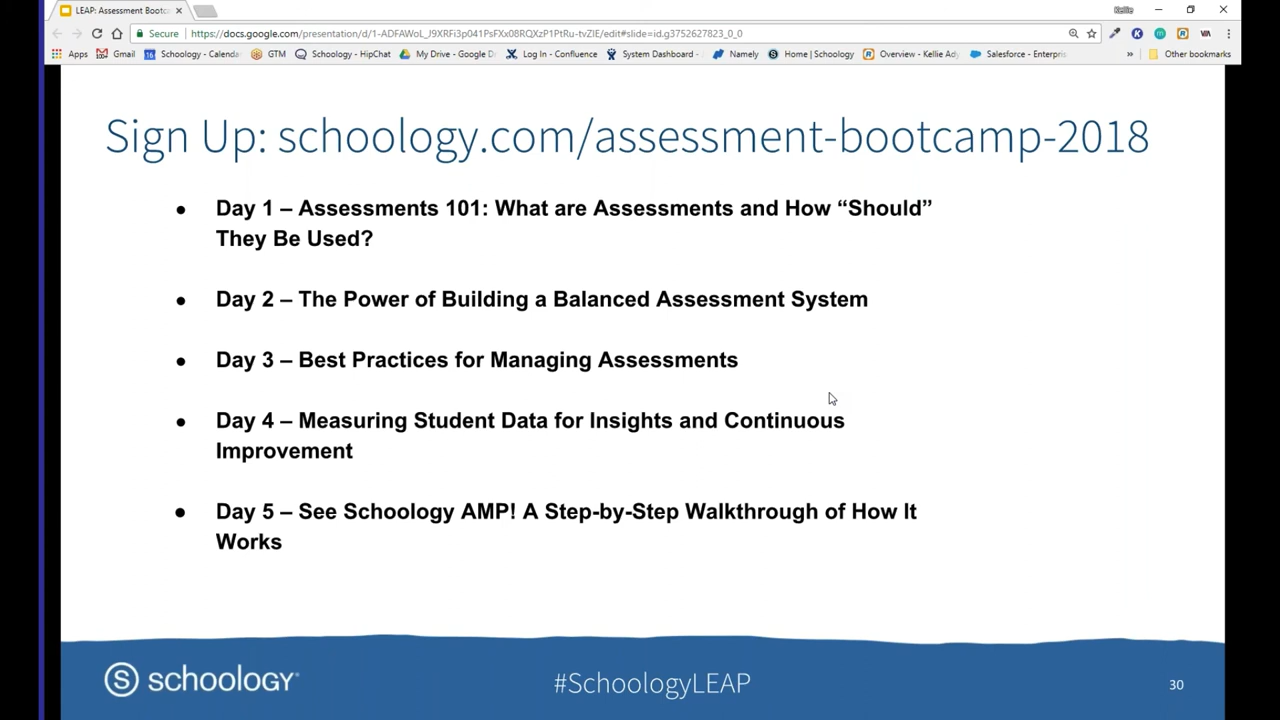 LEAP: Assessment Bootc
Kellie
Secure
https://docs.google.com/presentation/d/1-ADFAWoL_J9XRFi3p041PsFXx08RQXzP1PtRu-tvZIE/edit#slide=id.g3752627823_0_0
Apps Gmail 16 Schoology - Calenda GTM Schoology - HipChat My Drive - Google Dr Log In - Confluence System Dashboard - Namely Home | Schoology Overview - Kellie Ady Salesforce - Enterpris » Other bookmarks
Sign Up: schoology.com/assessment-bootcamp-2018
• Day 1 – Assessments 101: What are Assessments and How “Should”
They Be Used?
• Day 2 – The Power of Building a Balanced Assessment System
• Day 3 – Best Practices for Managing Assessments
• Day 4 – Measuring Student Data for Insights and Continuous
Improvement
• Day 5 – See Schoology AMP! A Step-by-Step Walkthrough of How It
Works
S schoology®
#SchoologyLEAP
30